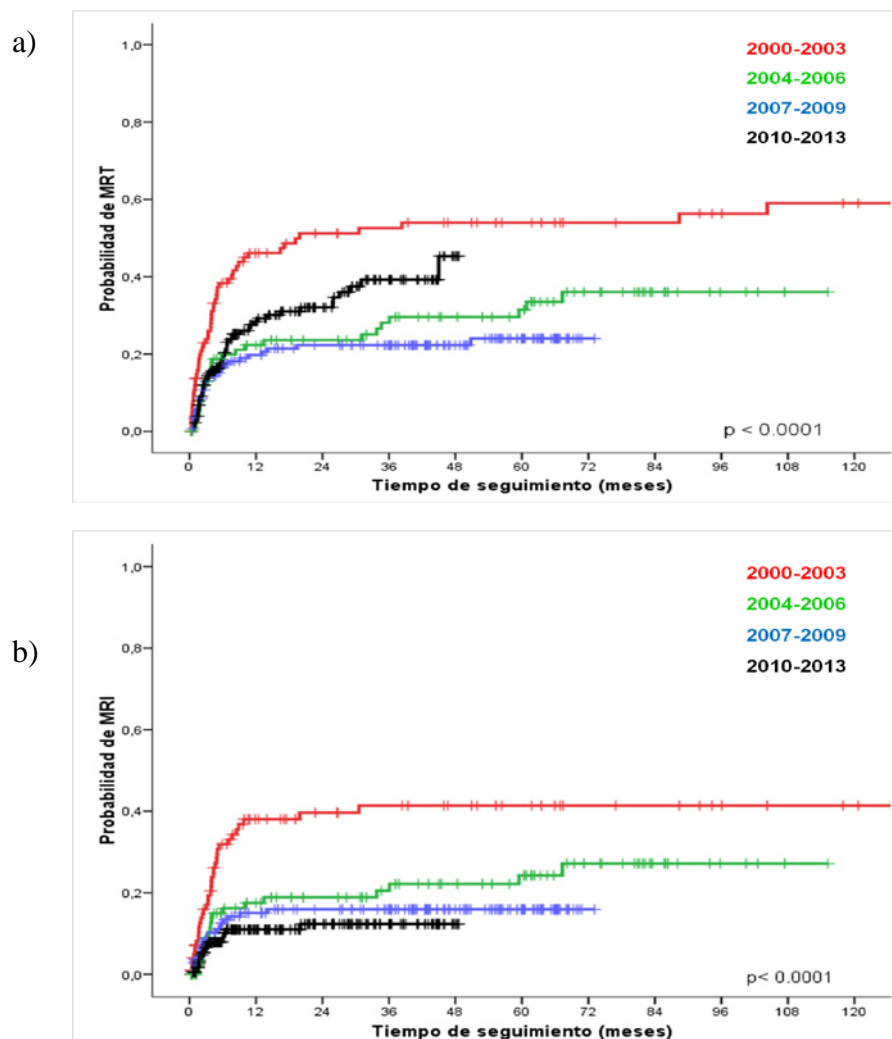 a)
2000-2003
2004-2006
2007-2009
2010-2013
Probabilidad de MRT
1,0
0,8
0,6
0,4
0,2
0,0
p < 0.0001
0 12 24 36 48 60 72 84 96 108 120
Tiempo de seguimiento (meses)
b)
2000-2003
2004-2006
2007-2009
2010-2013
Probabilidad de MRI
1,0
0,8
0,6
0,4
0,2
0,0
p< 0.0001
0 12 24 36 48 60 72 84 96 108 120
Tiempo de seguimiento (meses)